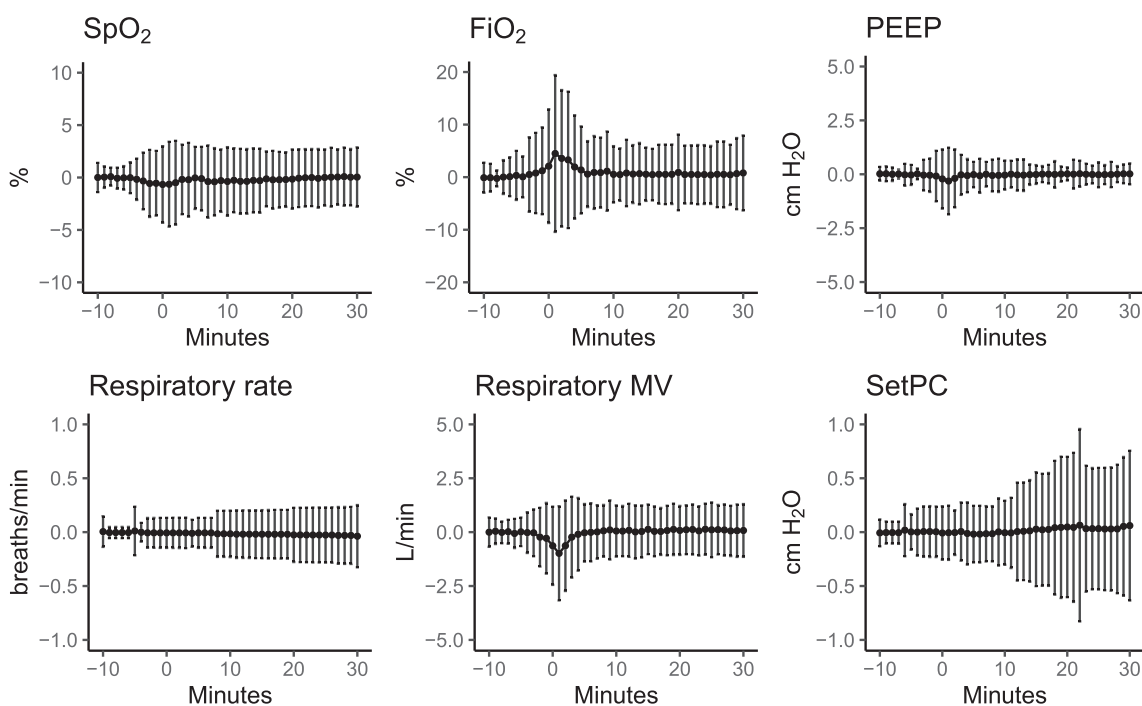 SpO₂
10
5
0
−5
−10
%
−10 0 10 20 30
Minutes
FiO₂
20
10
0
−10
−20
%
−10 0 10 20 30
Minutes
PEEP
5.0
2.5
0.0
−2.5
−5.0
cm H₂O
−10 0 10 20 30
Minutes
Respiratory rate
1.0
0.5
0.0
−0.5
−1.0
breaths/min
−10 0 10 20 30
Minutes
Respiratory MV
5.0
2.5
0.0
−2.5
−5.0
L/min
−10 0 10 20 30
Minutes
SetPC
1.0
0.5
0.0
−0.5
−1.0
cm H₂O
−10 0 10 20 30
Minutes